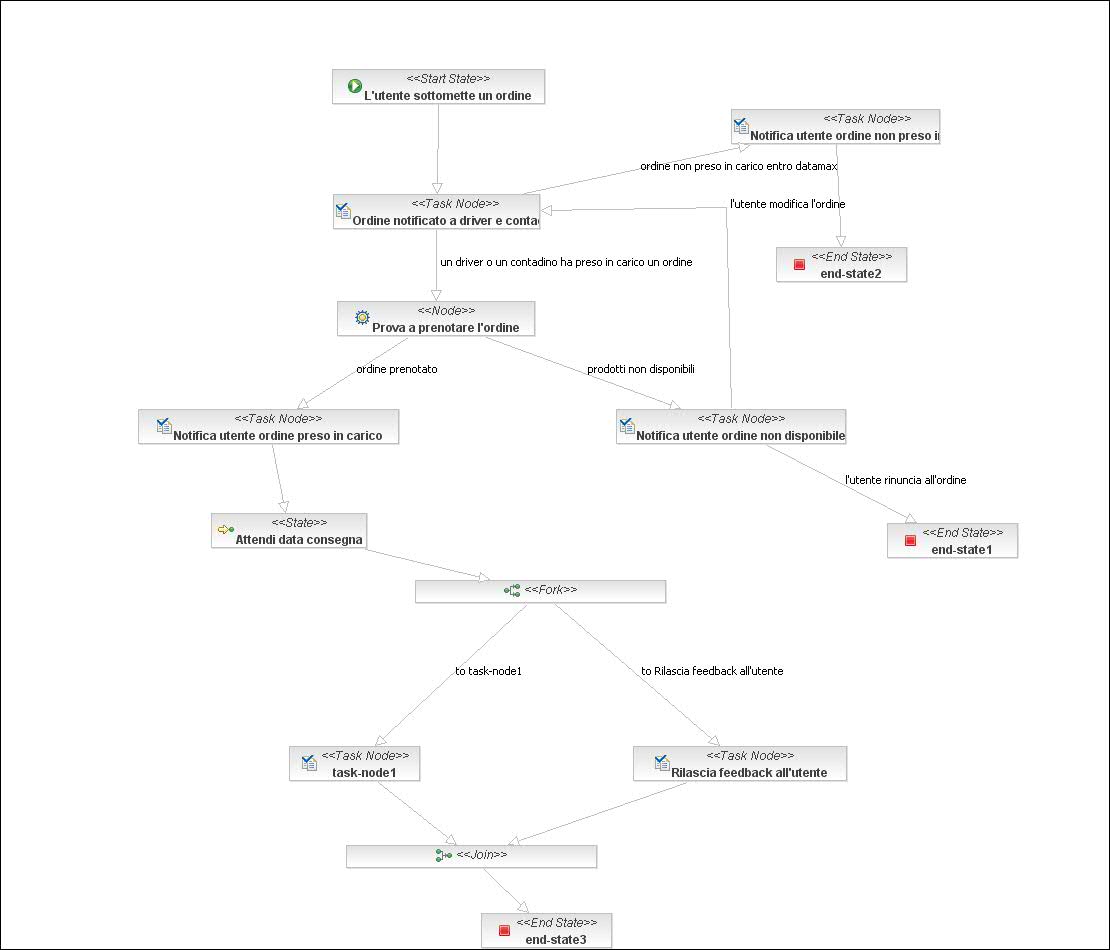 <<Start State>>
L'utente sottomette un ordine
<<Task Node>>
Notifica utente ordine non preso in
ordine non preso in carico entro datamax
<<Task Node>>
Ordine notificato a driver e contad
l'utente modifica l'ordine
<<End State>>
end-state2
un driver o un contadino ha preso in carico un ordine
<<Node>>
Prova a prenotare l'ordine
ordine prenotato
prodotti non disponibili
<<Task Node>>
Notifica utente ordine preso in carico
<<Task Node>>
Notifica utente ordine non disponibile
l'utente rinuncia all'ordine
<<State>>
Attendi data consegna
<<End State>>
end-state1
<<Fork>>
to task-node1
to Rilascia feedback all'utente
<<Task Node>>
task-node1
<<Task Node>>
Rilascia feedback all'utente
<<Join>>
<<End State>>
end-state3